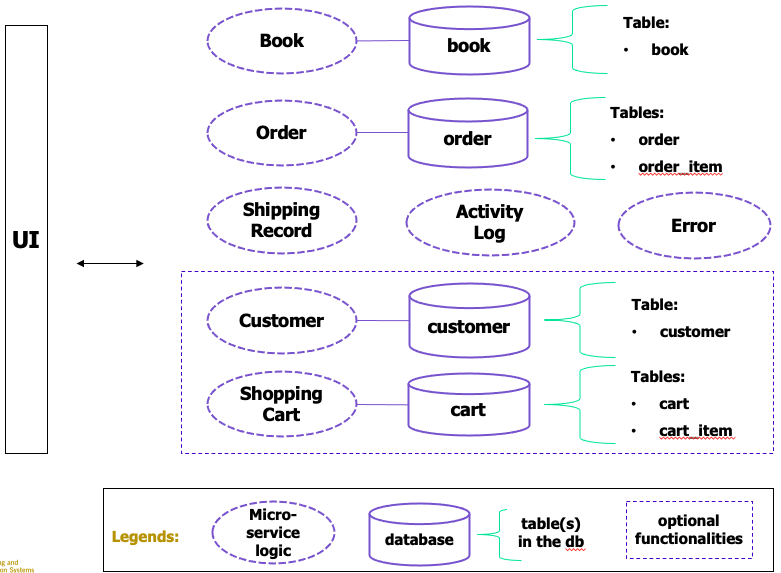 UI
Book
book
Table:
• book
Order
order
Tables:
• order
• order_item
Shipping
Record
Activity
Log
Error
Customer
customer
Table:
• customer
Shopping
Cart
cart
Tables:
• cart
• cart_item
Legends:
Micro-
service
logic
database
table(s)
in the db
optional
functionalities
and
on Systems